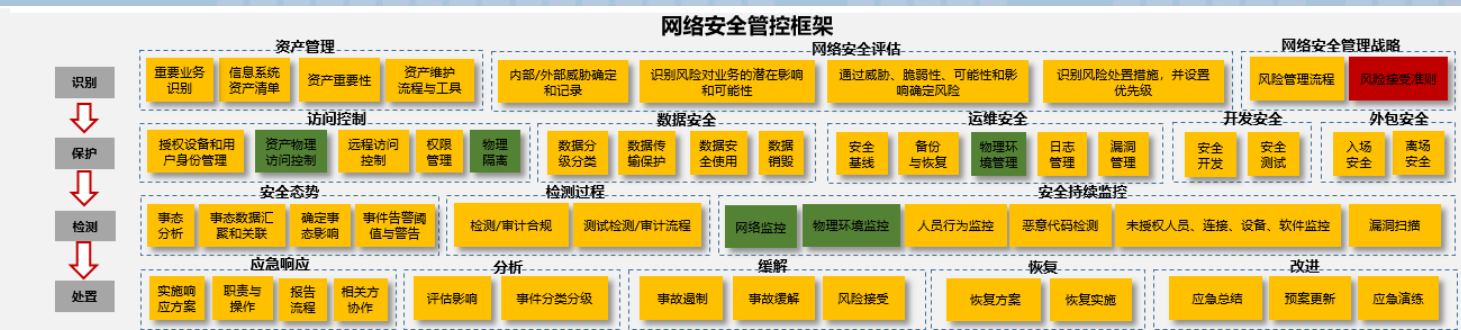 网络安全管控框架
资产管理
网络安全评估
网络安全管理战略
识别
重要业务
识别
信息系统
资产清单
资产重要性
资产维护
流程与工具
内部/外部威胁确定
和记录
识别风险对业务的潜在影响
和可能性
通过威胁、脆弱性、可能性和影
响确定风险
识别风险处置措施，并设置
优先级
风险管理流程
风险接受准则
访问控制
数据安全
运维安全
开发安全
外包安全
保护
授权设备和用
户身份管理
资产物理
访问控制
远程访问
控制
权限
管理
物理
隔离
数据分
级分类
数据传
输保护
数据安
全使用
数据
销毁
安全
基线
备份
与恢复
物理环
境管理
日志
管理
漏洞
管理
安全
开发
安全
测试
入场
安全
离场
安全
安全态势
检测过程
安全持续监控
检测
事态
分析
事态数据汇
聚和关联
确定事
态影响
事件告警阈
值与警告
检测/审计合规
测试检测/审计流程
网络监控
物理环境监控
人员行为监控
恶意代码检测
未授权人员、连接、设备、软件监控
漏洞扫描
应急响应
分析
缓解
恢复
改进
处置
实施响
应方案
职责与
操作
报告
流程
相关方
协作
评估影响
事件分类分级
事故遏制
事故缓解
风险接受
恢复方案
恢复实施
应急总结
预案更新
应急演练